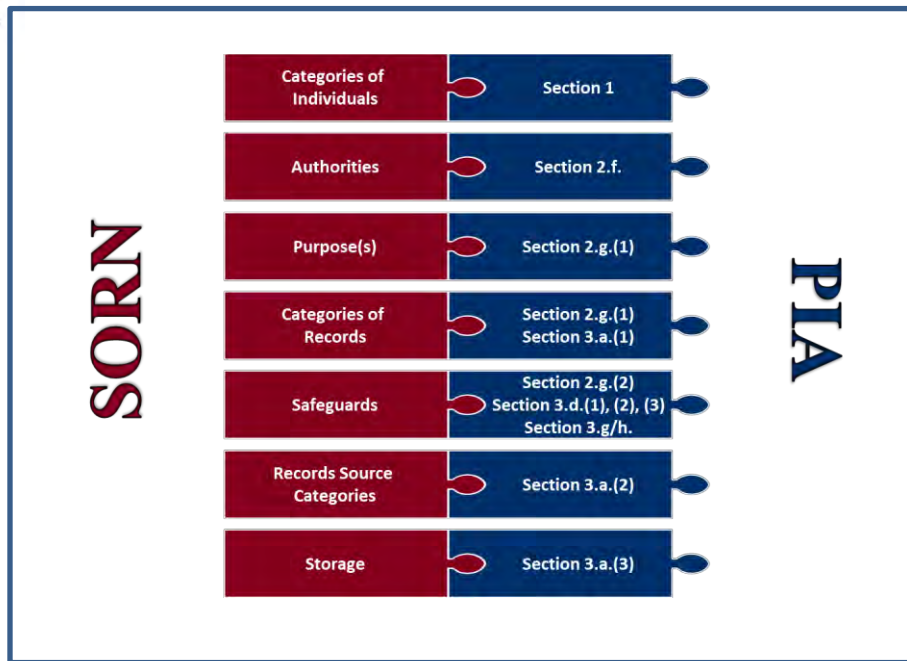 SORN
Categories of
Individuals
Section 1
Authorities
Section 2.f.
Purpose(s)
Section 2.g.(1)
Categories of
Records
Section 2.g.(1)
Section 3.a.(1)
Safeguards
Section 2.g.(2)
Section 3.d.(1), (2), (3)
Section 3.g/h.
Records Source
Categories
Section 3.a.(2)
Storage
Section 3.a.(3)
PIA